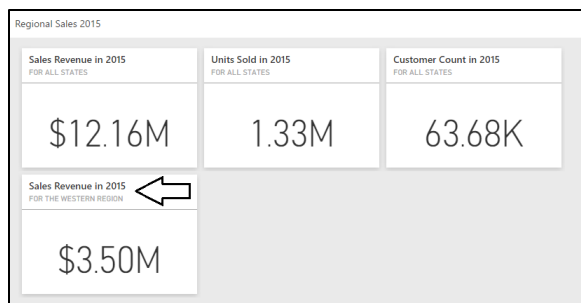 Regional Sales 2015
Sales Revenue in 2015
FOR ALL STATES
$12.16M
Units Sold in 2015
FOR ALL STATES
1.33M
Customer Count in 2015
FOR ALL STATES
63.68K
Sales Revenue in 2015
FOR THE WESTERN REGION
$3.50M